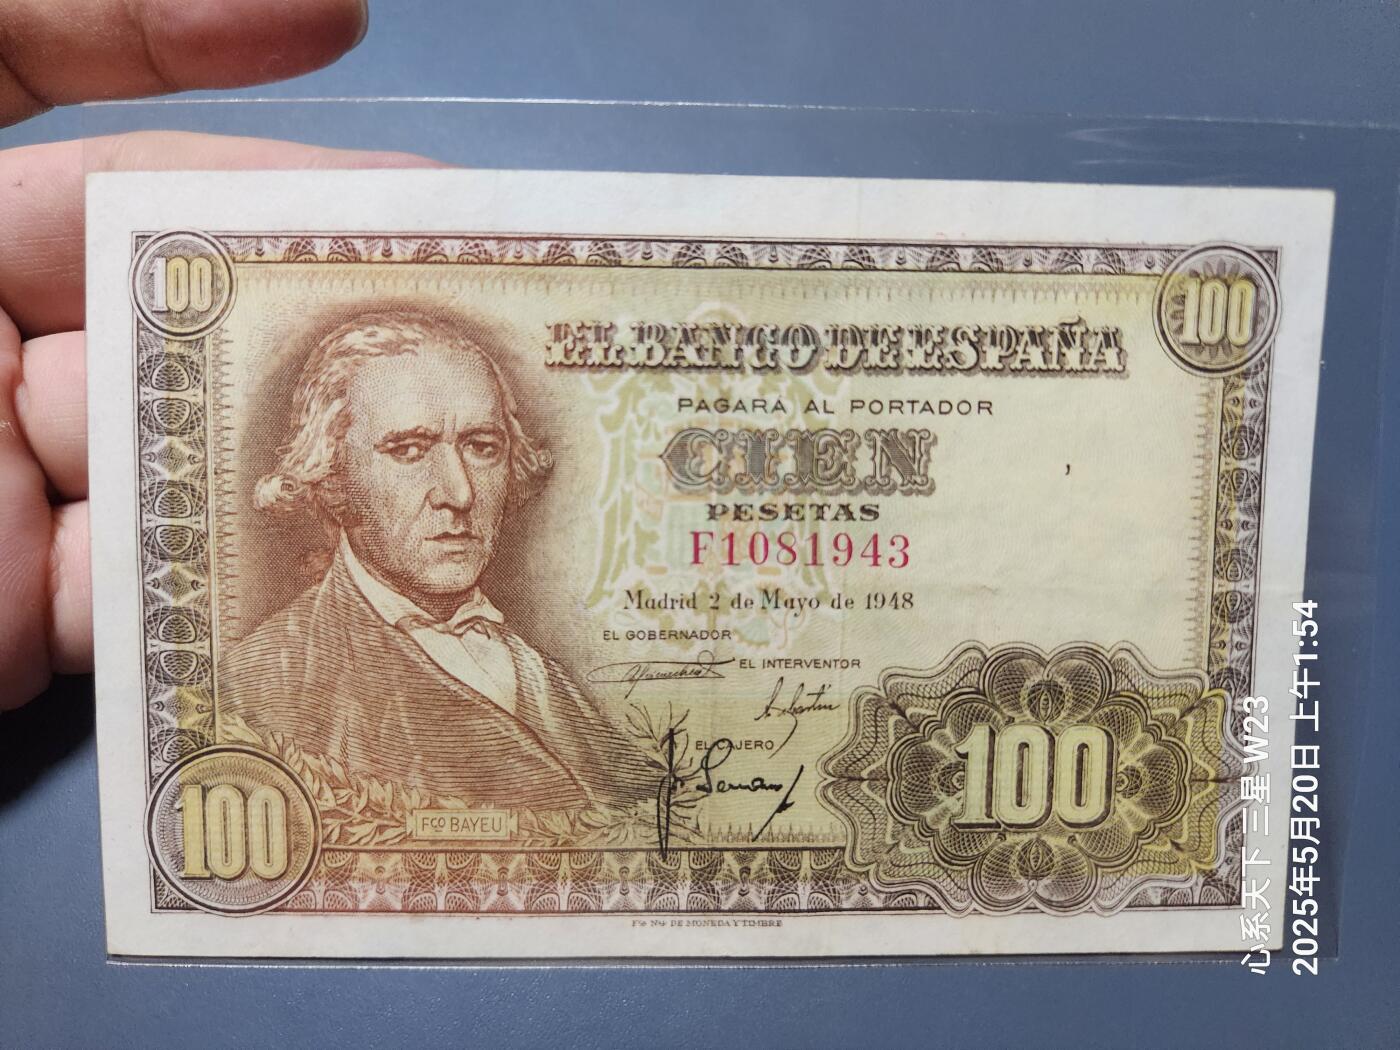 100
100
EL BANCO DE ESPAÑA
PAGARÁ AL PORTADOR
CIEN
PESETAS
F1081943
Madrid 2 de Mayo de 1948
EL GOBERNADOR
EL INTERVENTOR
EL CAJERO
100
100
FCO BAYEU
Fca Nal DE MONEDA Y TIMBRE
心系天下 三星 W23
2025年5月20日 上午1:54